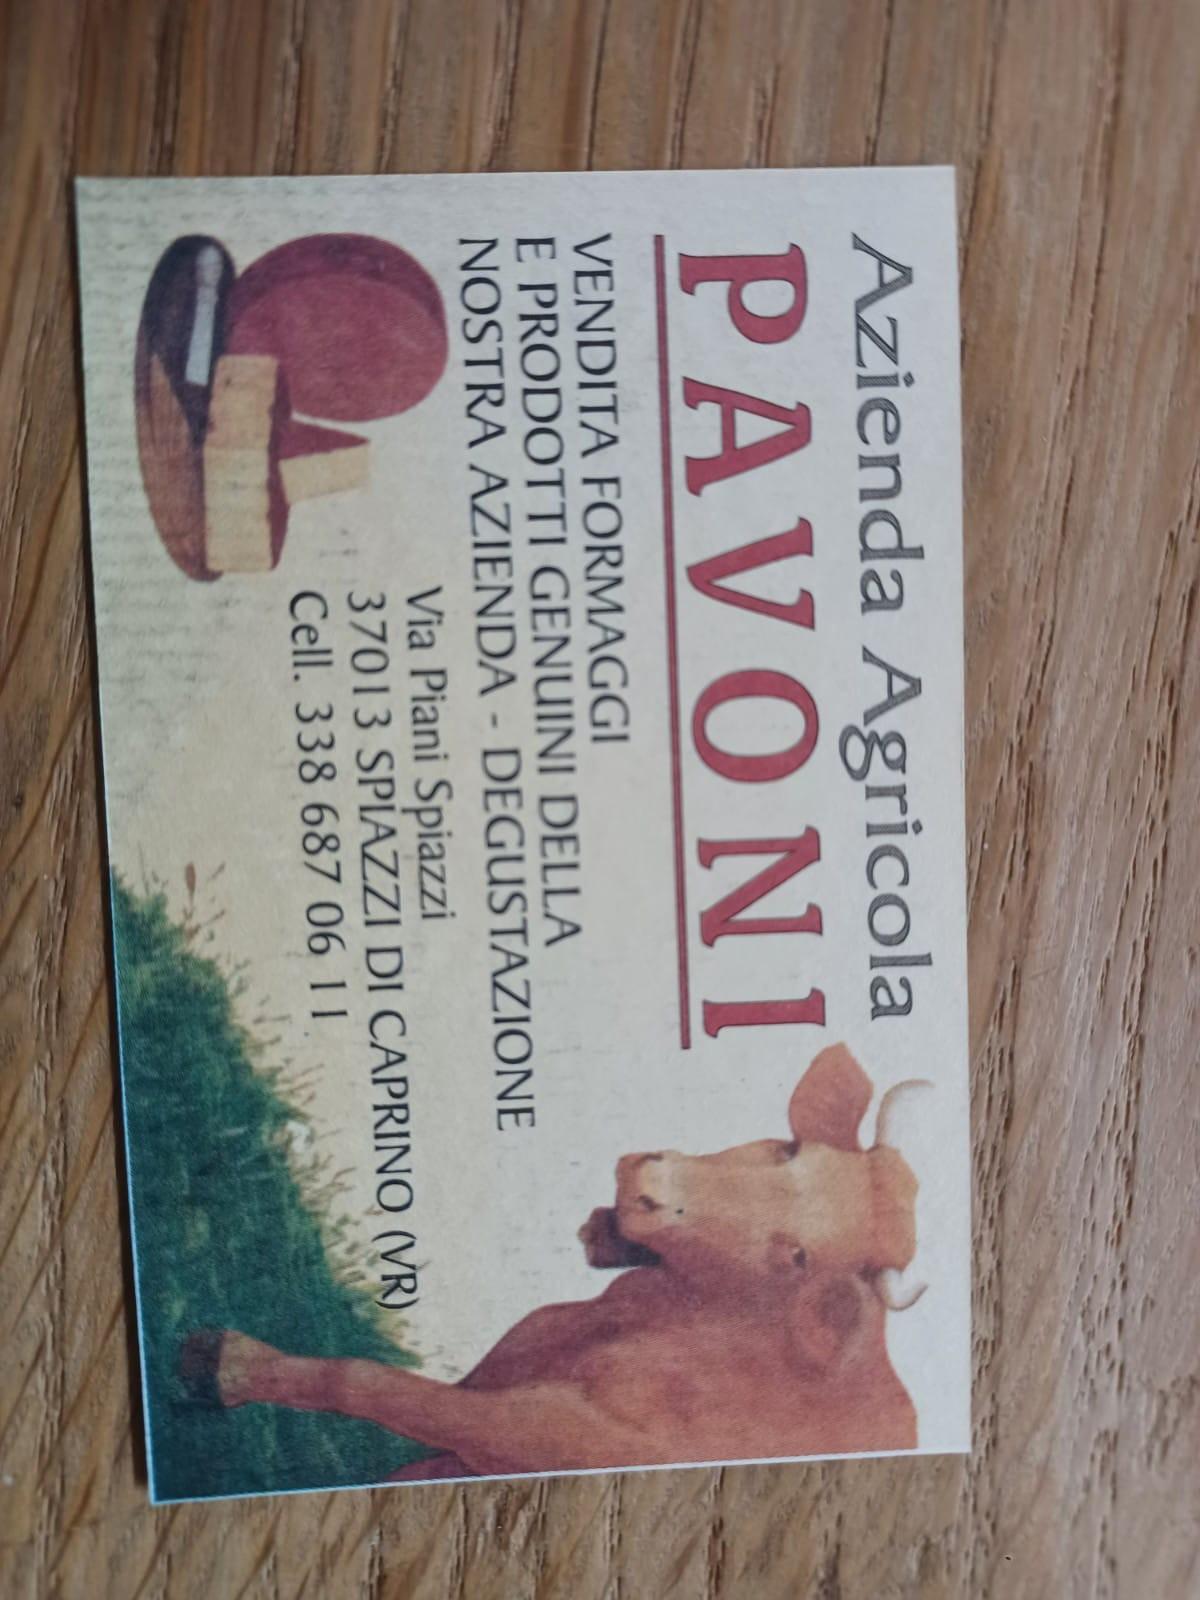 Azienda Agricola
PAVONI
VENDITA FORMAGGI
E PRODOTTI GENUINI DELLA
NOSTRA AZIENDA - DEGUSTAZIONE
Via Piani Spiazzi
37013 SPIAZZI DI CAPRINO (VR)
Cell. 338 687 06 11